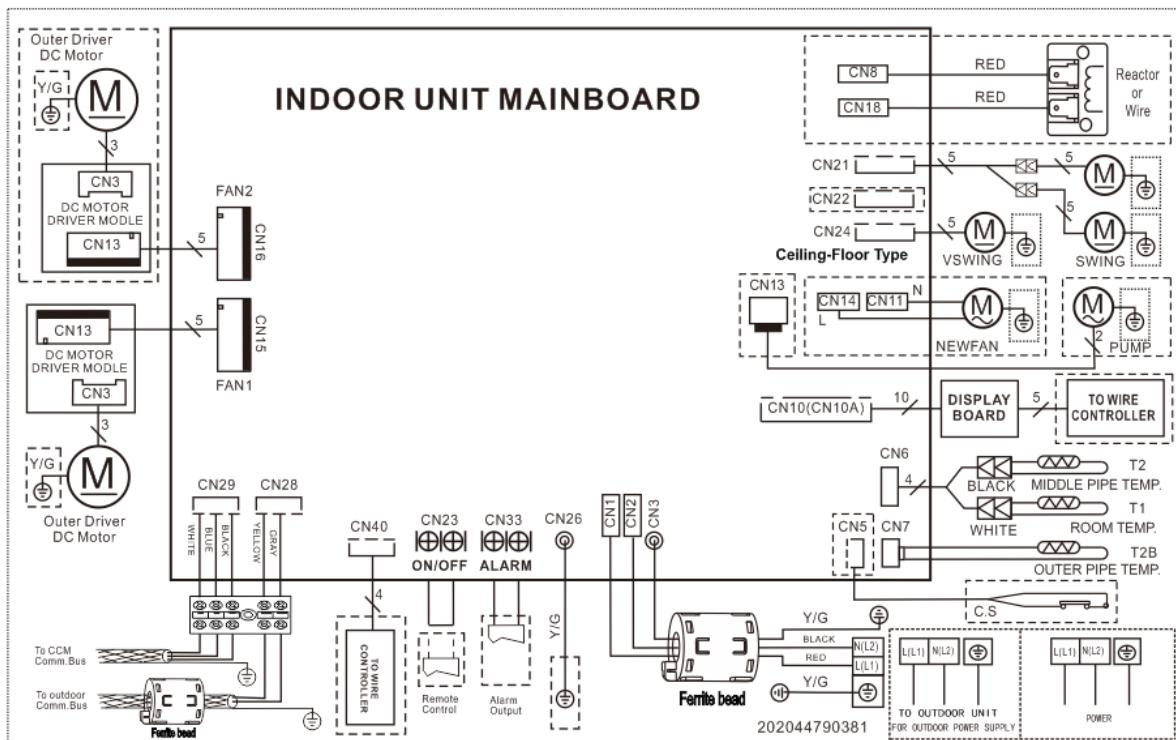 Outer Driver
DC Motor
Y/G
M
3
CN3
DC MOTOR
DRIVER MODLE
CN13
5
FAN2
CN16
CN13
5
CN15
FAN1
DC MOTOR
DRIVER MODLE
CN3
3
Y/G
M
Outer Driver
DC Motor
INDOOR UNIT MAINBOARD
CN8
RED
CN18
RED
Reactor
or
Wire
CN21
5
5
M
CN22
5
CN24
5
M
M
Ceiling-Floor Type
VSWING
SWING
CN13
CN14
CN11
N
L
M
NEWFAN
M
2
PUMP
CN10(CN10A)
10
DISPLAY
BOARD
5
TO WIRE
CONTROLLER
CN6
4
BLACK
T2
MIDDLE PIPE TEMP.
WHITE
T1
ROOM TEMP.
CN5
CN7
T2B
OUTER PIPE TEMP.
C.S
CN29
CN28
WHITE
BLUE
BLACK
YELLOW
GRAY
To CCM
Comm.Bus
To outdoor
Comm.Bus
Ferrite bead
CN40
4
TO WIRE
CONTROLLER
CN23
ON/OFF
Remote
Control
CN33
ALARM
Alarm
Output
CN26
Y/G
CN1
CN2
CN3
Ferrite bead
Y/G
BLACK
RED
Y/G
N(L2)
L(L1)
202044790381
L(L1)
N(L2)
TO OUTDOOR UNIT
FOR OUTDOOR POWER SUPPLY
L(L1)
N(L2)
POWER